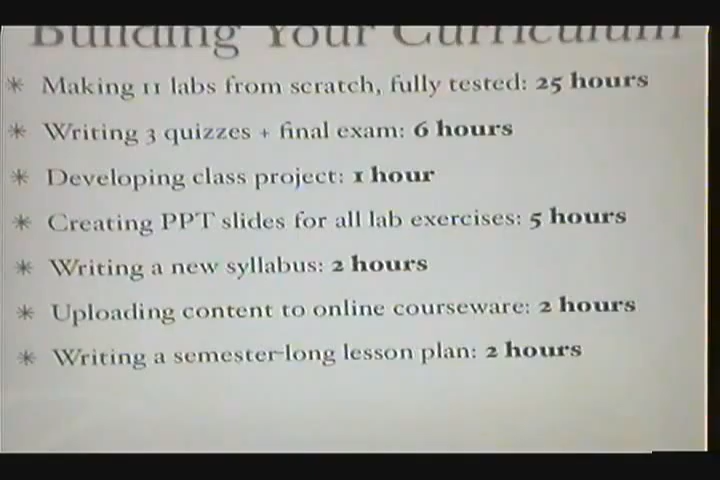 Building Your Curriculum
* Making 11 labs from scratch, fully tested: 25 hours
* Writing 3 quizzes + final exam: 6 hours
* Developing class project: 1 hour
* Creating PPT slides for all lab exercises: 5 hours
* Writing a new syllabus: 2 hours
* Uploading content to online courseware: 2 hours
* Writing a semester-long lesson plan: 2 hours